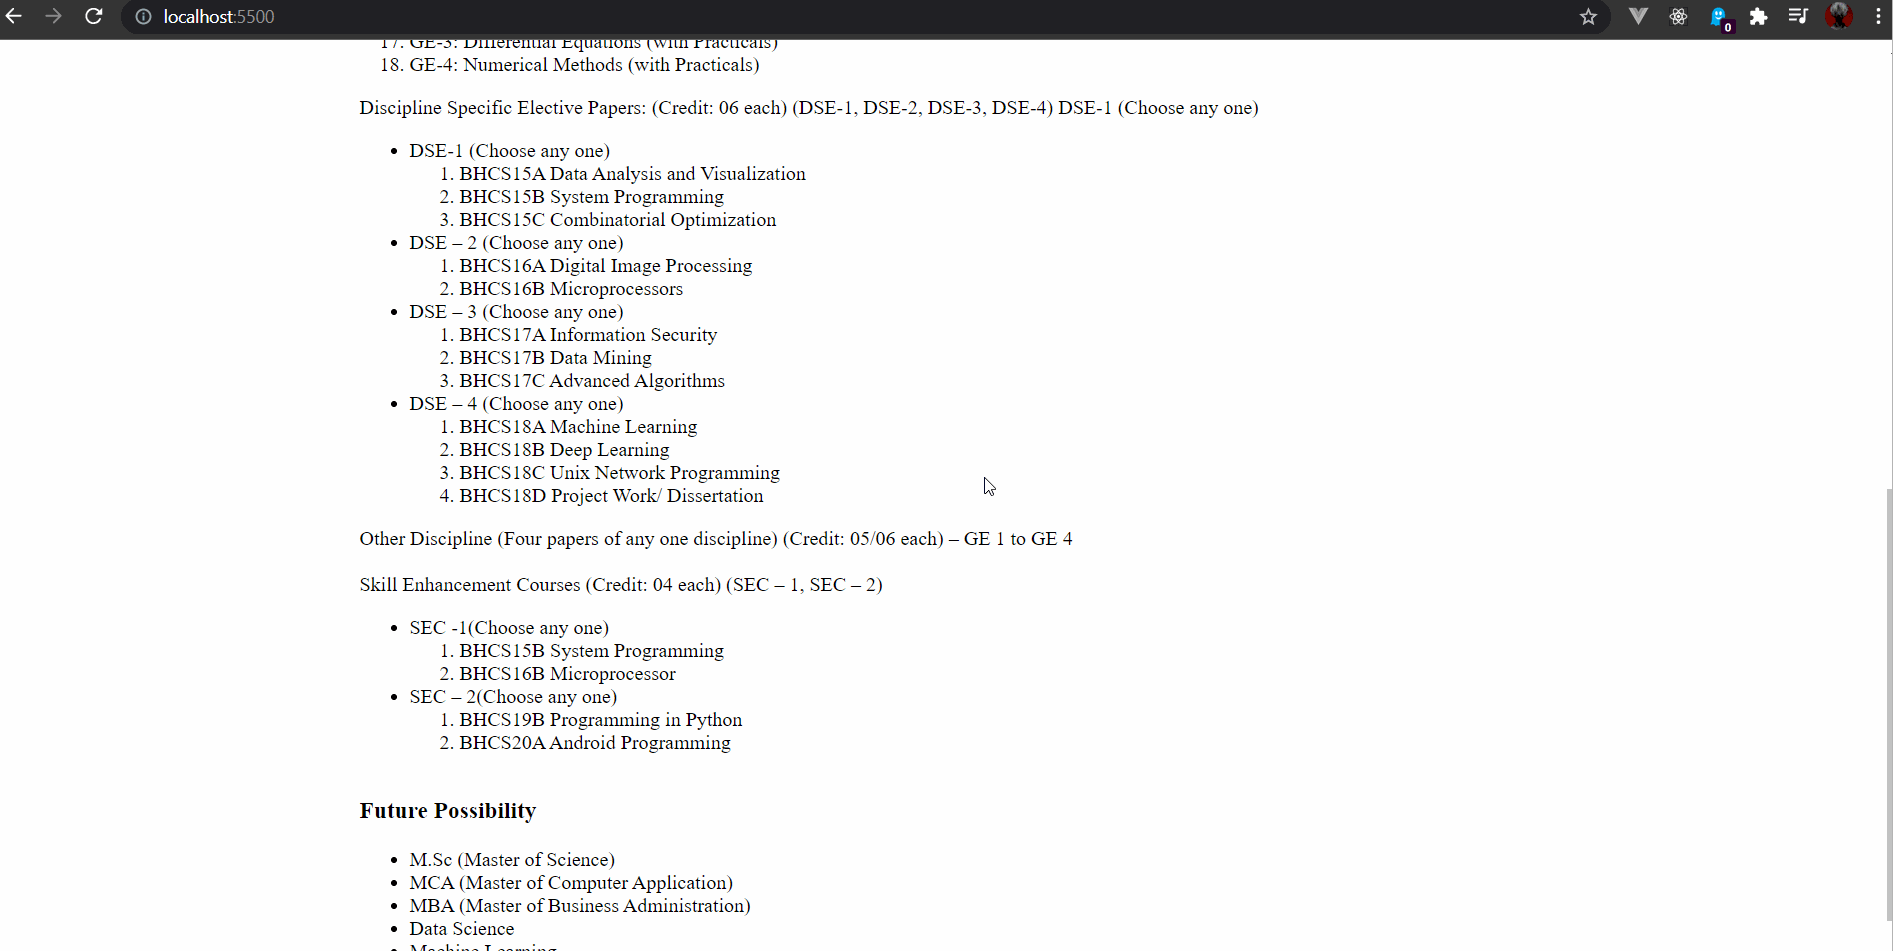 localhost:5500
0
17. GE-3: Differential Equations (with Practicals)
18. GE-4: Numerical Methods (with Practicals)
Discipline Specific Elective Papers: (Credit: 06 each) (DSE-1, DSE-2, DSE-3, DSE-4) DSE-1 (Choose any one)
• DSE-1 (Choose any one)
1. BHCS15A Data Analysis and Visualization
2. BHCS15B System Programming
3. BHCS15C Combinatorial Optimization
• DSE – 2 (Choose any one)
1. BHCS16A Digital Image Processing
2. BHCS16B Microprocessors
• DSE – 3 (Choose any one)
1. BHCS17A Information Security
2. BHCS17B Data Mining
3. BHCS17C Advanced Algorithms
• DSE – 4 (Choose any one)
1. BHCS18A Machine Learning
2. BHCS18B Deep Learning
3. BHCS18C Unix Network Programming
4. BHCS18D Project Work/ Dissertation
Other Discipline (Four papers of any one discipline) (Credit: 05/06 each) – GE 1 to GE 4
Skill Enhancement Courses (Credit: 04 each) (SEC – 1, SEC – 2)
• SEC -1(Choose any one)
1. BHCS15B System Programming
2. BHCS16B Microprocessor
• SEC – 2(Choose any one)
1. BHCS19B Programming in Python
2. BHCS20A Android Programming
Future Possibility
• M.Sc (Master of Science)
• MCA (Master of Computer Application)
• MBA (Master of Business Administration)
• Data Science
• Machine Learning